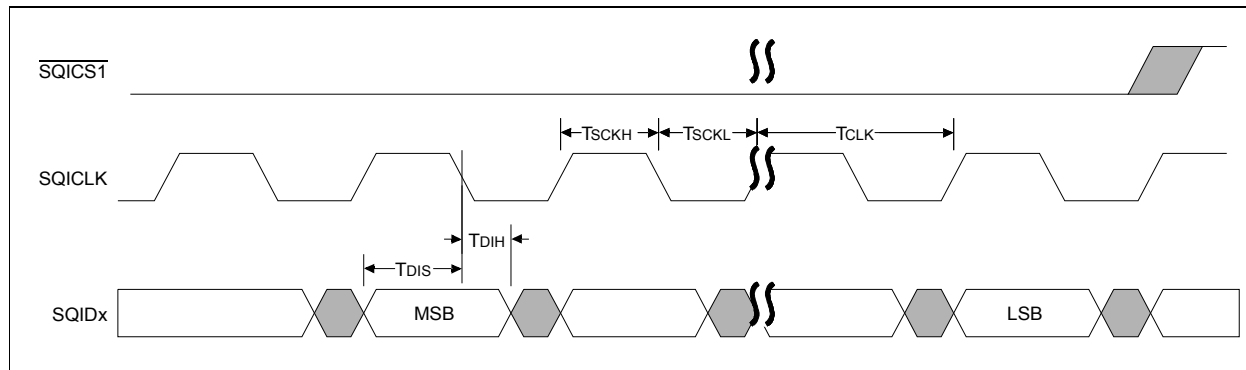 SQICS1
TSCKH TSCKL TCLK
SQICLK
TDIH
TDIS
SQIDx MSB LSB